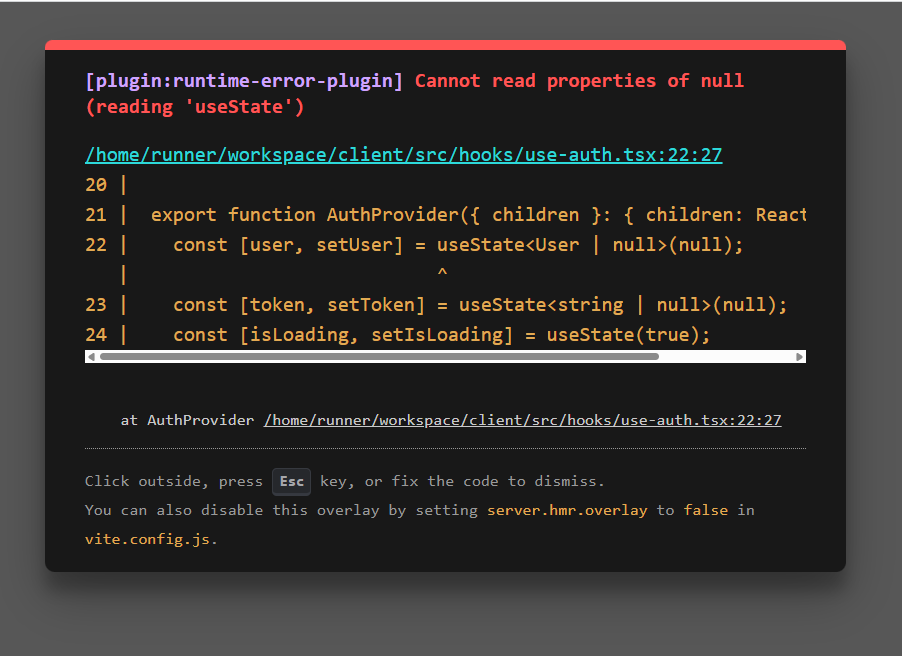 [plugin:runtime-error-plugin] Cannot read properties of null
(reading 'useState')
/home/runner/workspace/client/src/hooks/use-auth.tsx:22:27
20 |
21 |  export function AuthProvider({ children }: { children: React
22 |    const [user, setUser] = useState<User | null>(null);
   |                            ^
23 |    const [token, setToken] = useState<string | null>(null);
24 |    const [isLoading, setIsLoading] = useState(true);
at AuthProvider /home/runner/workspace/client/src/hooks/use-auth.tsx:22:27
Click outside, press Esc key, or fix the code to dismiss.
You can also disable this overlay by setting server.hmr.overlay to false in
vite.config.js.